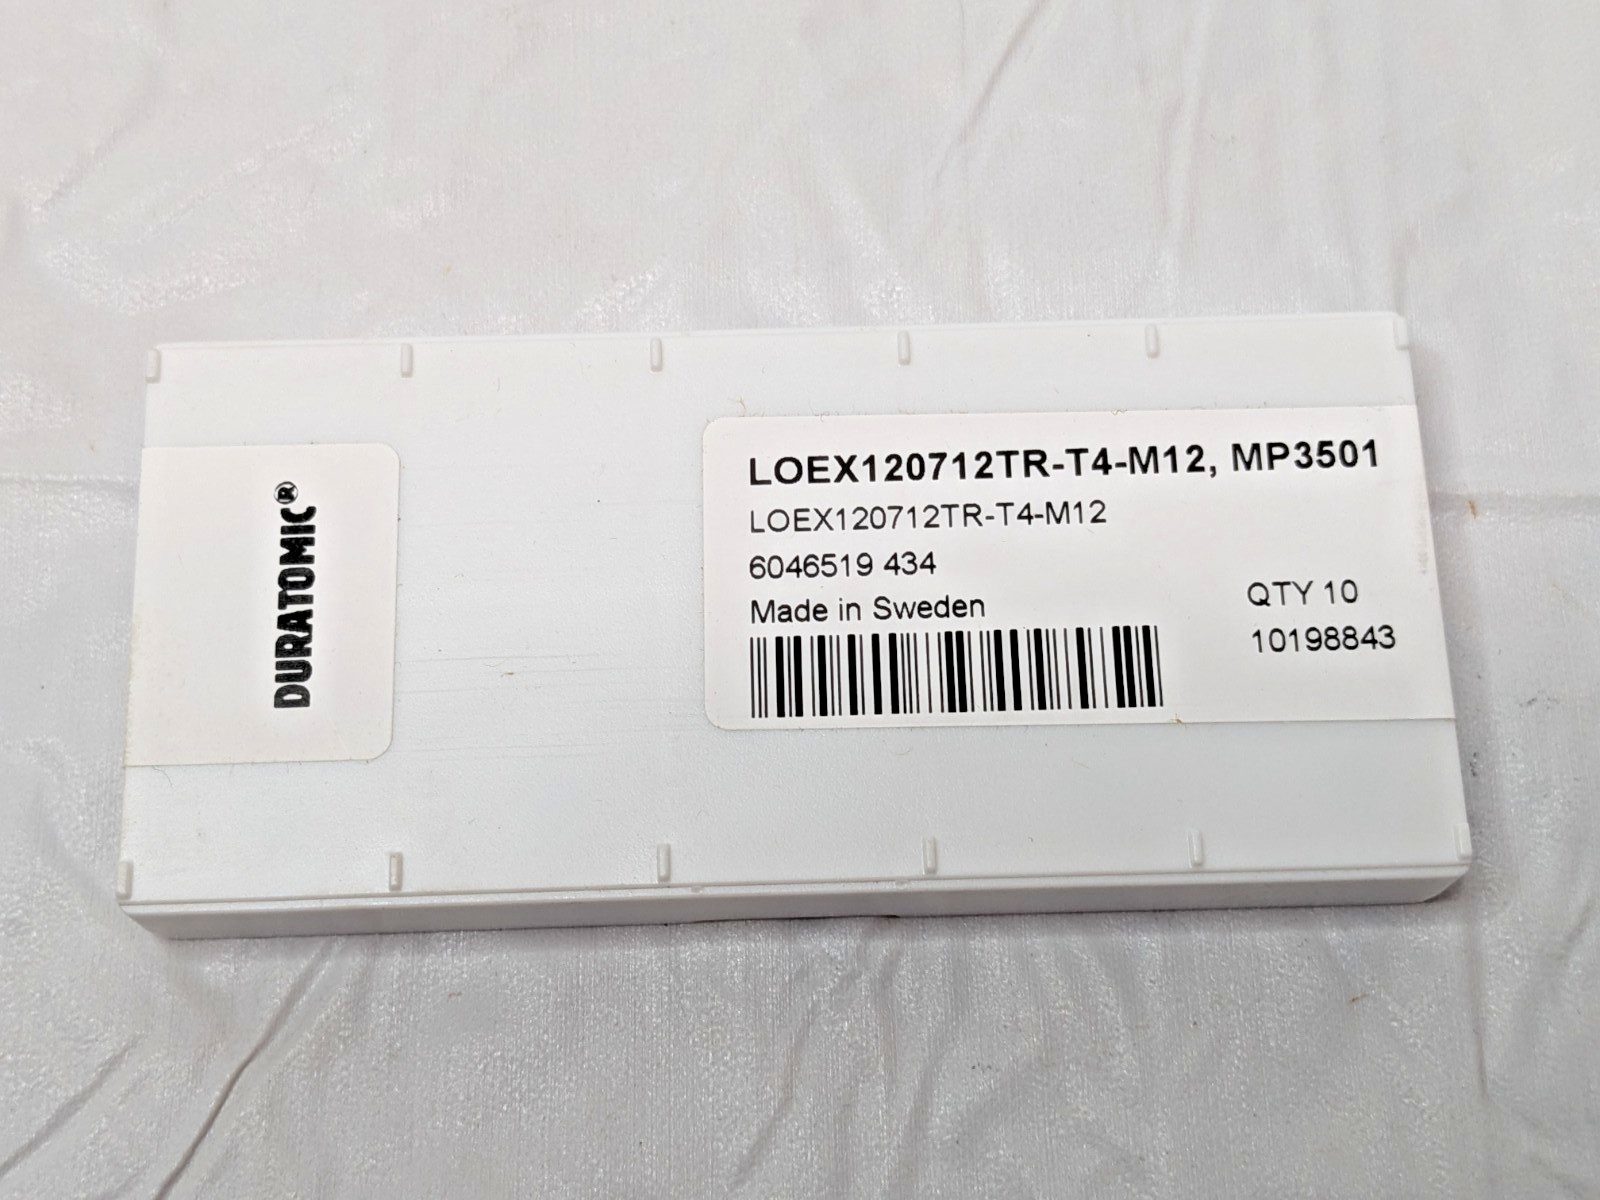 DURATOMIC®
LOEX120712TR-T4-M12, MP3501
LOEX120712TR-T4-M12
6046519 434
Made in Sweden
QTY 10
10198843